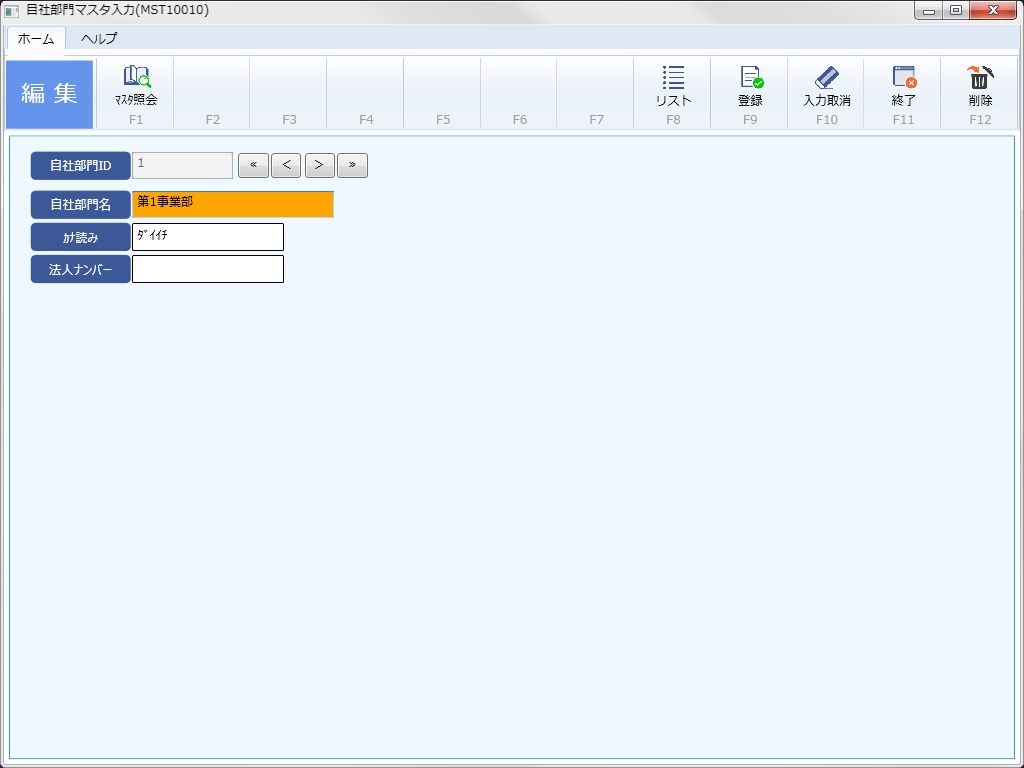 自社部門マスタ入力(MST10010)
ホーム ヘルプ
編 集
ﾏｽﾀ照会 リスト 登録 入力取消 終了 削除
F1 F2 F3 F4 F5 F6 F7 F8 F9 F10 F11 F12
自社部門ID 1 « < > »
自社部門名 第1事業部
ｶﾅ読み ﾀﾞｲｲﾁ
法人ナンバー